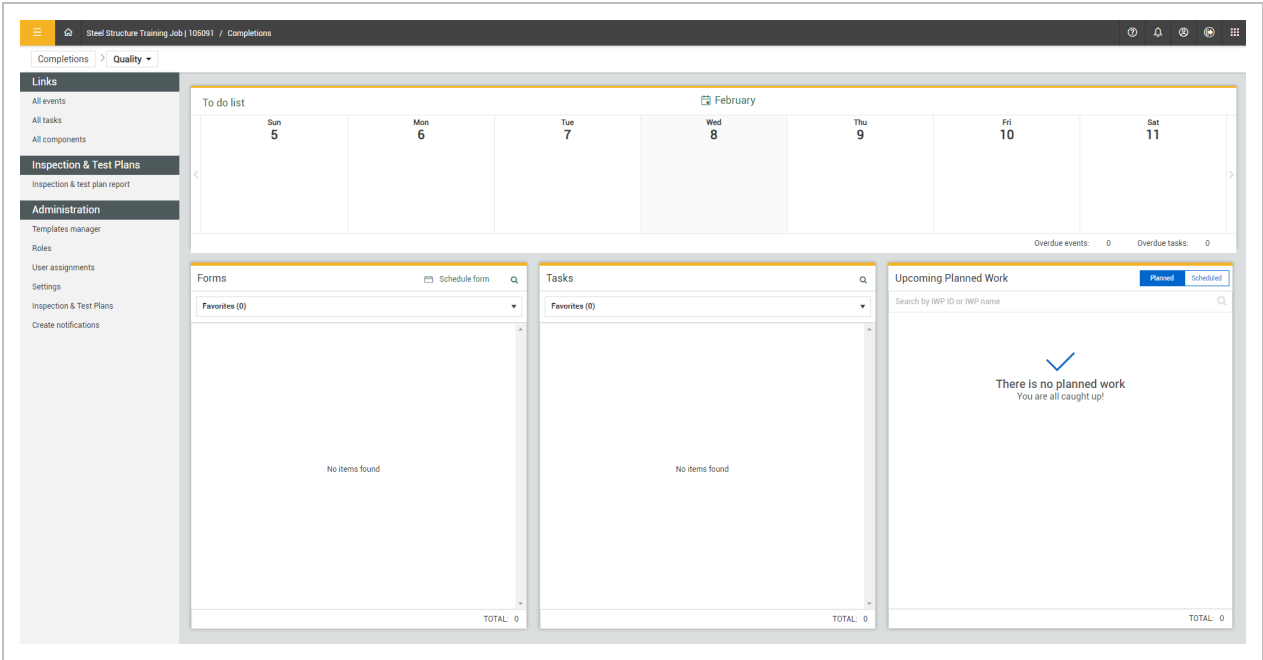 Steel Structure Training Job | 105091 / Completions
Completions > Quality
Links
All events
All tasks
All components
Inspection & Test Plans
Inspection & test plan report
Administration
Templates manager
Roles
User assignments
Settings
Inspection & Test Plans
Create notifications
To do list
February
Sun Mon Tue Wed Thu Fri Sat
5 6 7 8 9 10 11
Overdue events: 0 Overdue tasks: 0
Forms Schedule form
Favorites (0)
No items found
TOTAL: 0
Tasks
Favorites (0)
No items found
TOTAL: 0
Upcoming Planned Work Planned Scheduled
Search by IWP ID or IWP name
There is no planned work
You are all caught up!
TOTAL: 0